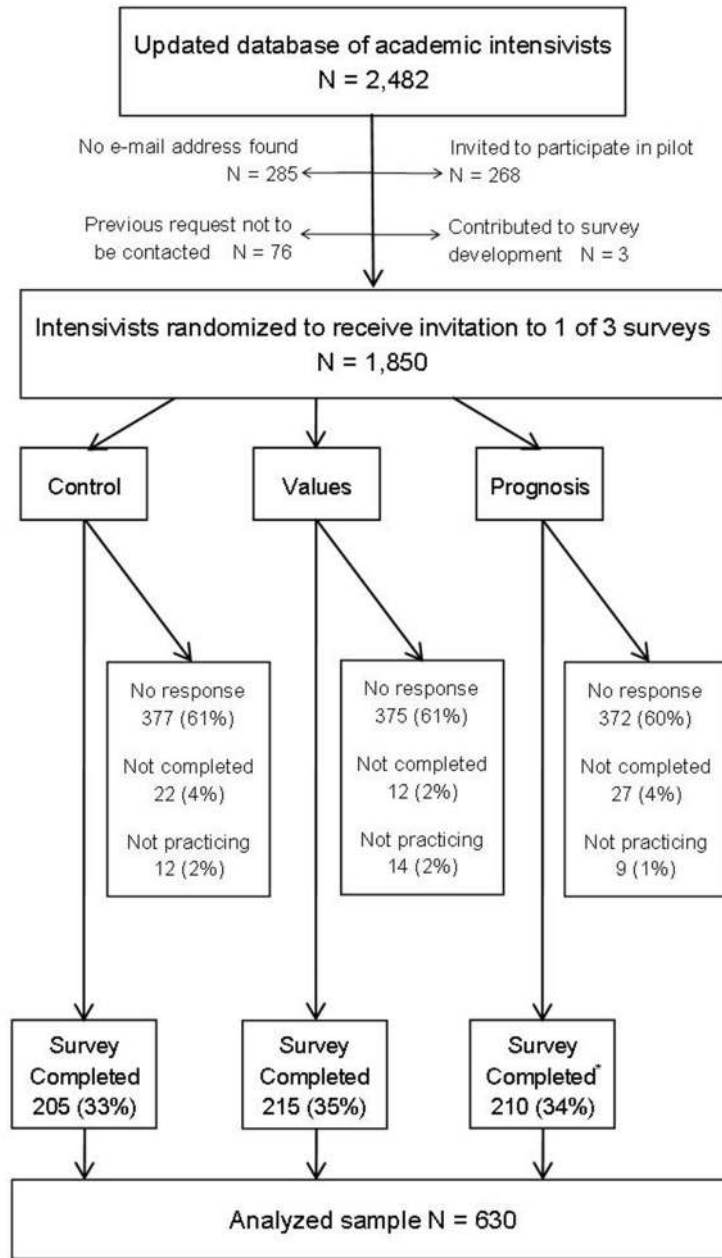 Updated database of academic intensivists
N = 2,482
No e-mail address found
N = 285
Invited to participate in pilot
N = 268
Previous request not to
be contacted N = 76
Contributed to survey
development N = 3
Intensivists randomized to receive invitation to 1 of 3 surveys
N = 1,850
Control
Values
Prognosis
No response
377 (61%)
Not completed
22 (4%)
Not practicing
12 (2%)
No response
375 (61%)
Not completed
12 (2%)
Not practicing
14 (2%)
No response
372 (60%)
Not completed
27 (4%)
Not practicing
9 (1%)
Survey
Completed
205 (33%)
Survey
Completed
215 (35%)
Survey
Completed*
210 (34%)
Analyzed sample N = 630